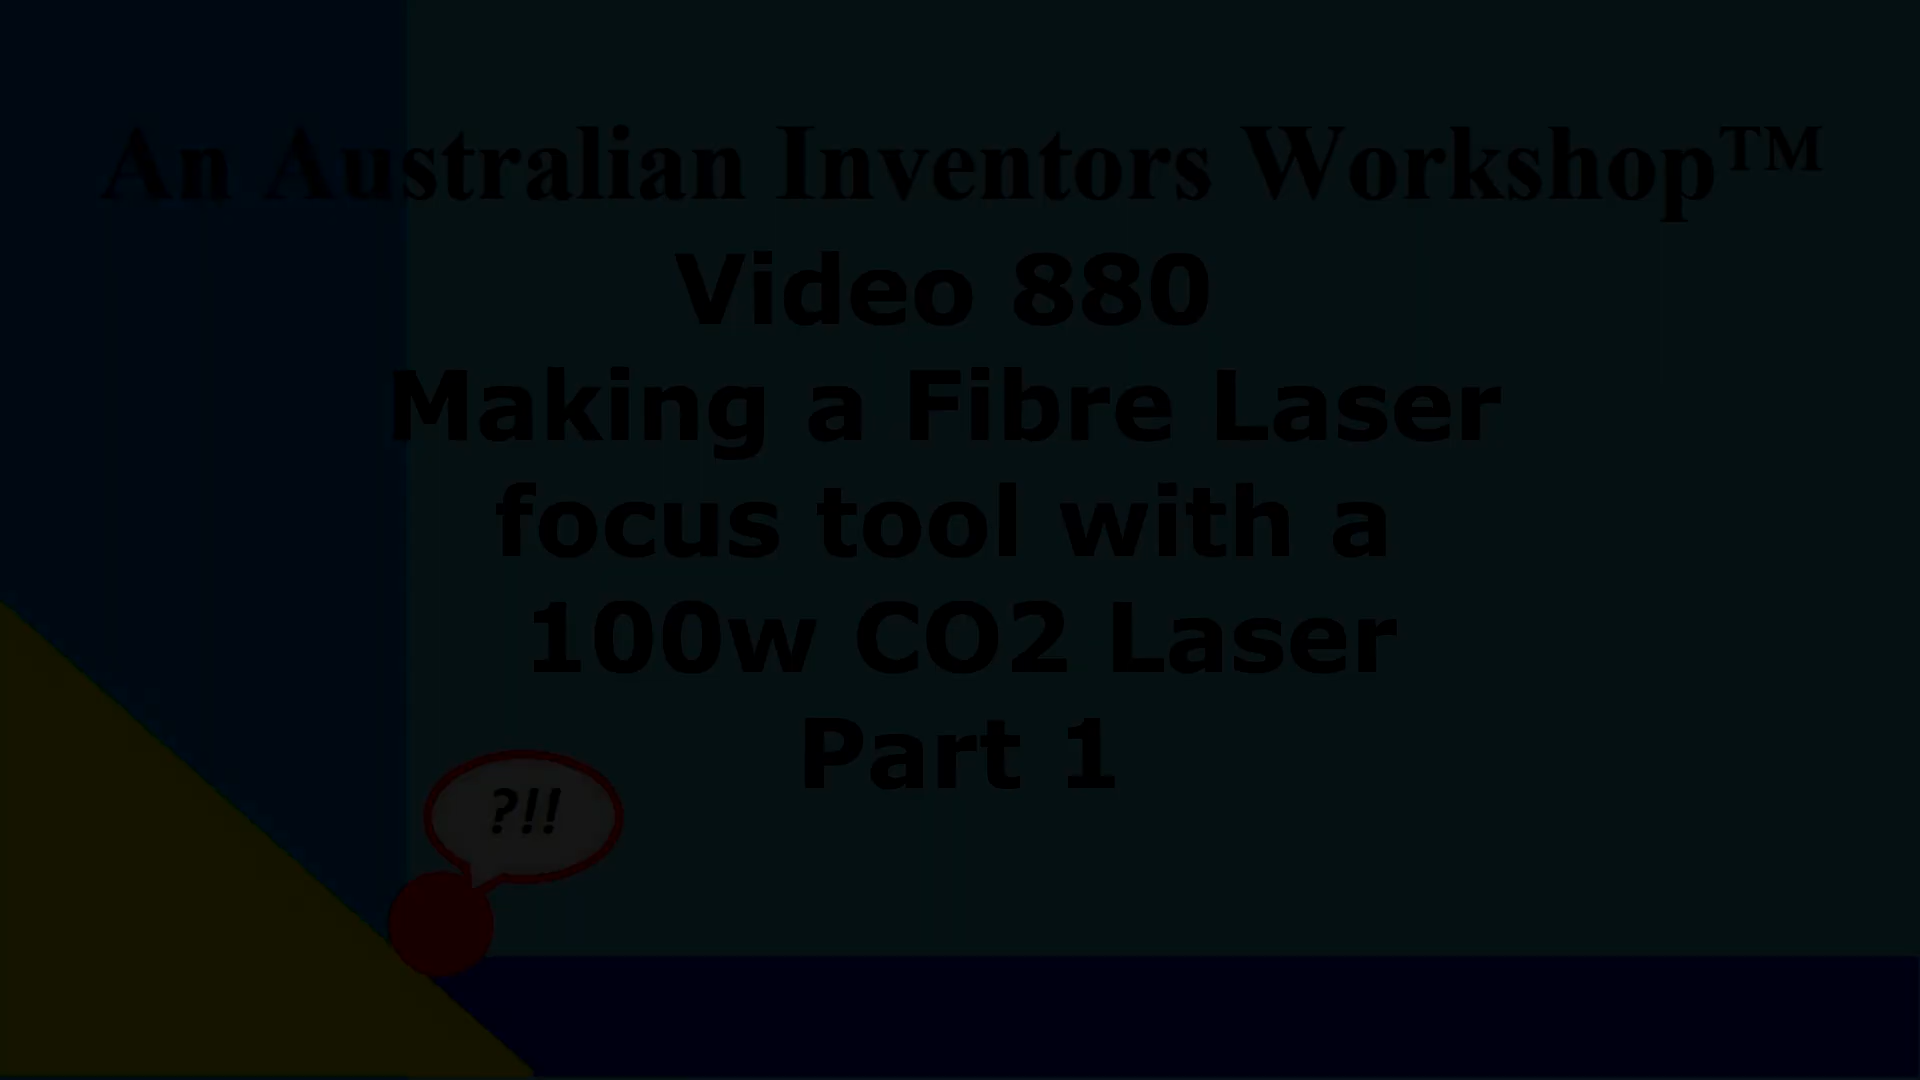 An Australian Inventors Workshop™
Video 880
Making a Fibre Laser
focus tool with a
100w CO2 Laser
Part 1
?!!